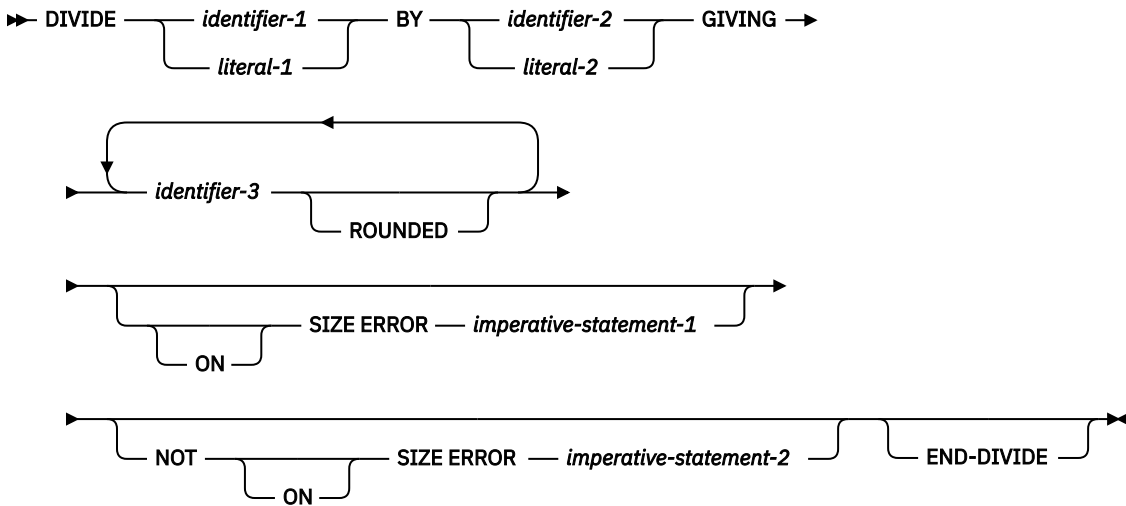 DIVIDE identifier-1 BY identifier-2 GIVING
literal-1 literal-2
identifier-3
ROUNDED
SIZE ERROR imperative-statement-1
ON
NOT SIZE ERROR imperative-statement-2 END-DIVIDE
ON